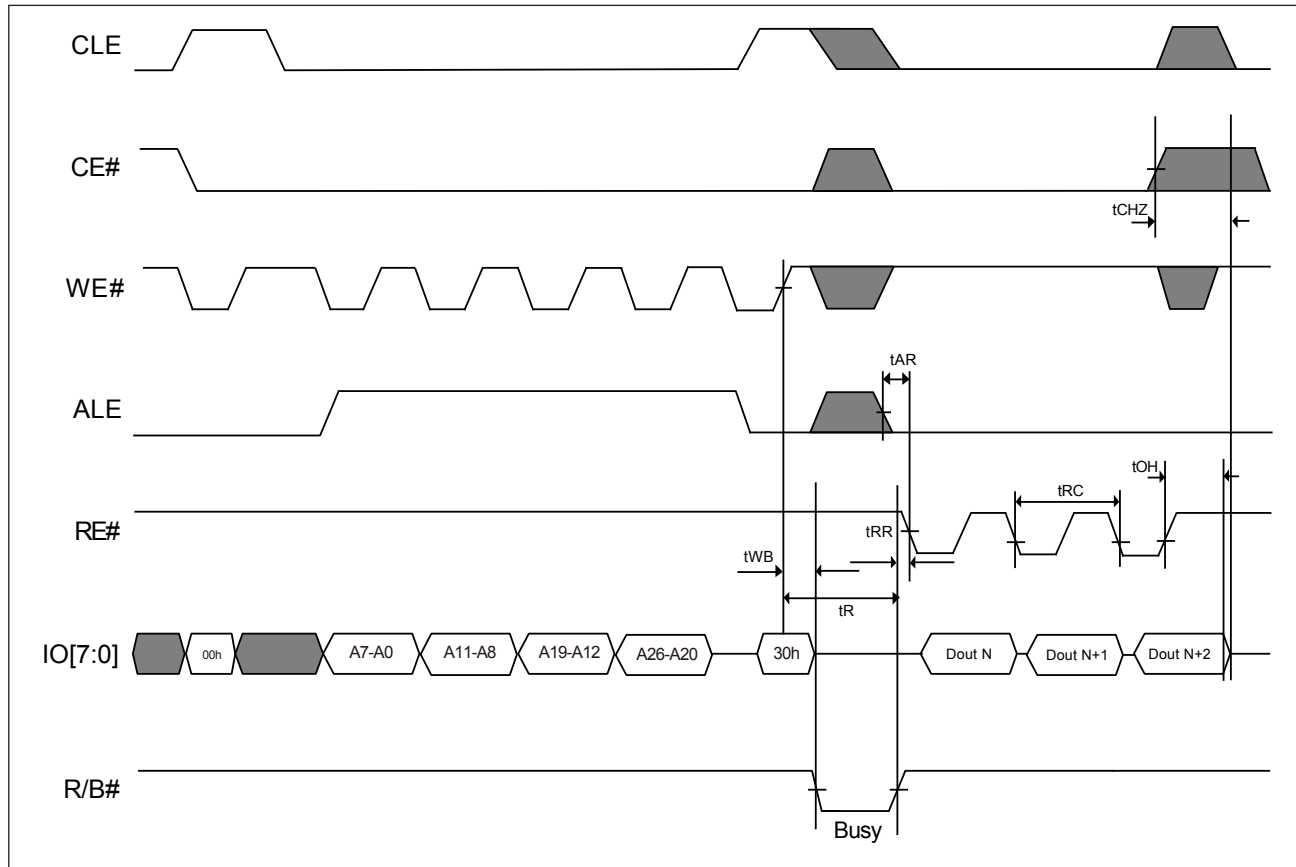 CLE
CE#
tCHZ
WE#
tAR
ALE
tOH
tRC
RE#
tRR
tWB
tR
IO[7:0]
00h
A7-A0
A11-A8
A19-A12
A26-A20
30h
Dout N
Dout N+1
Dout N+2
R/B#
Busy